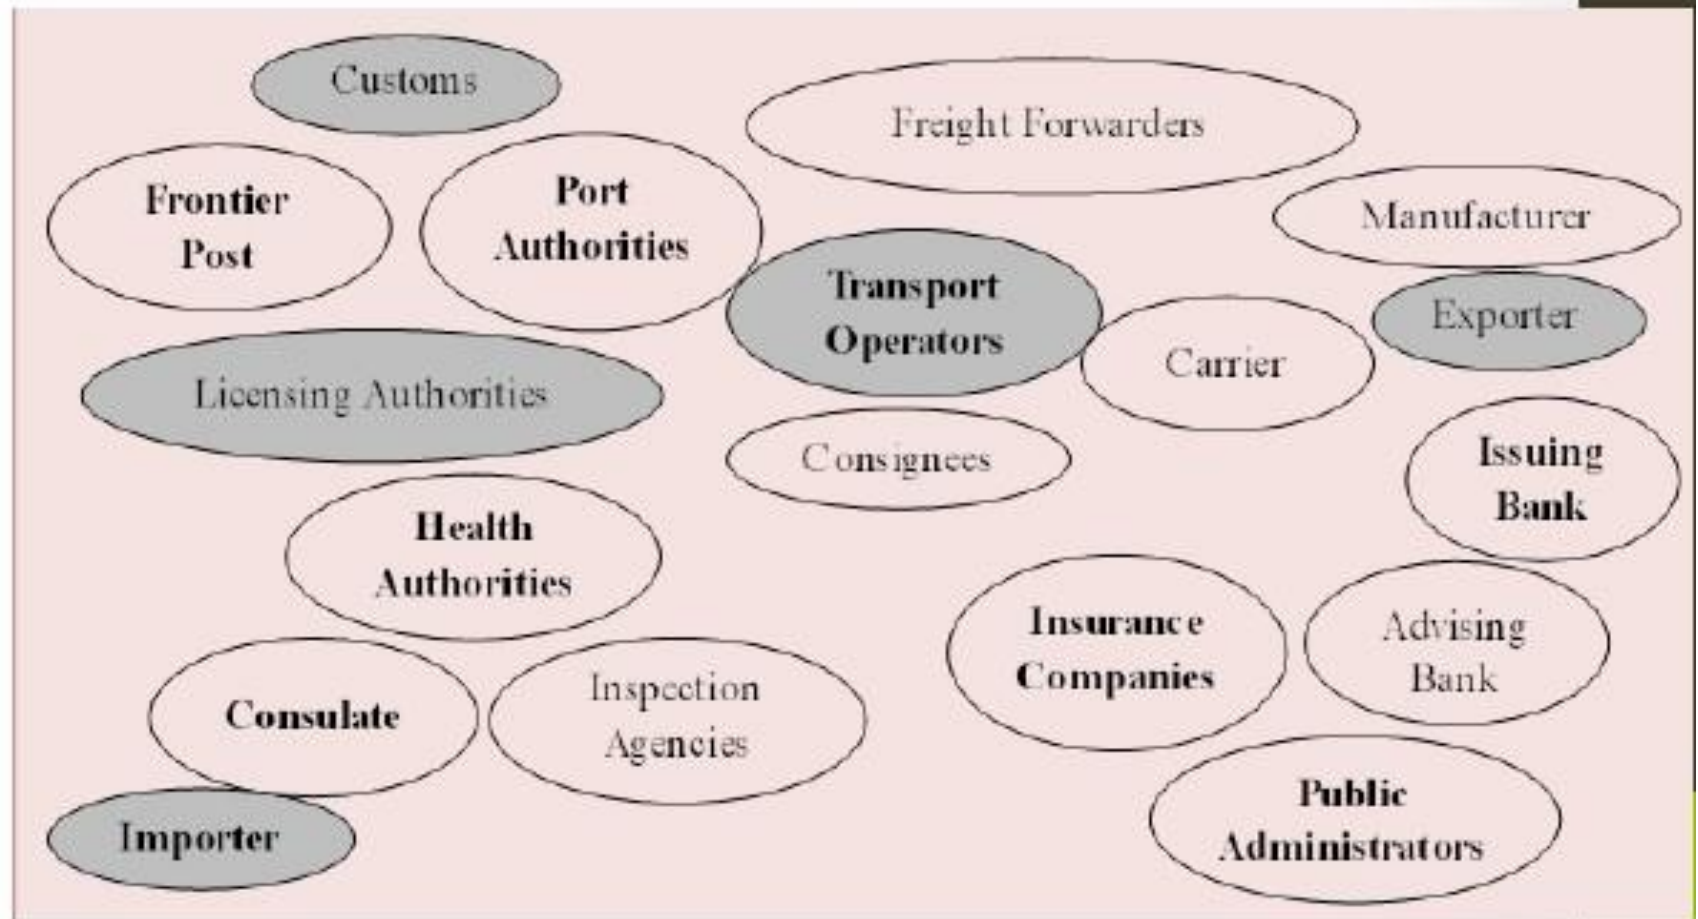 Customs
Freight Forwarders
Frontier
Post
Port
Authorities
Manufacturer
Transport
Operators
Exporter
Carrier
Licensing Authorities
Consignees
Issuing
Bank
Health
Authorities
Insurance
Companies
Advising
Bank
Consulate
Inspection
Agencies
Public
Administrators
Importer